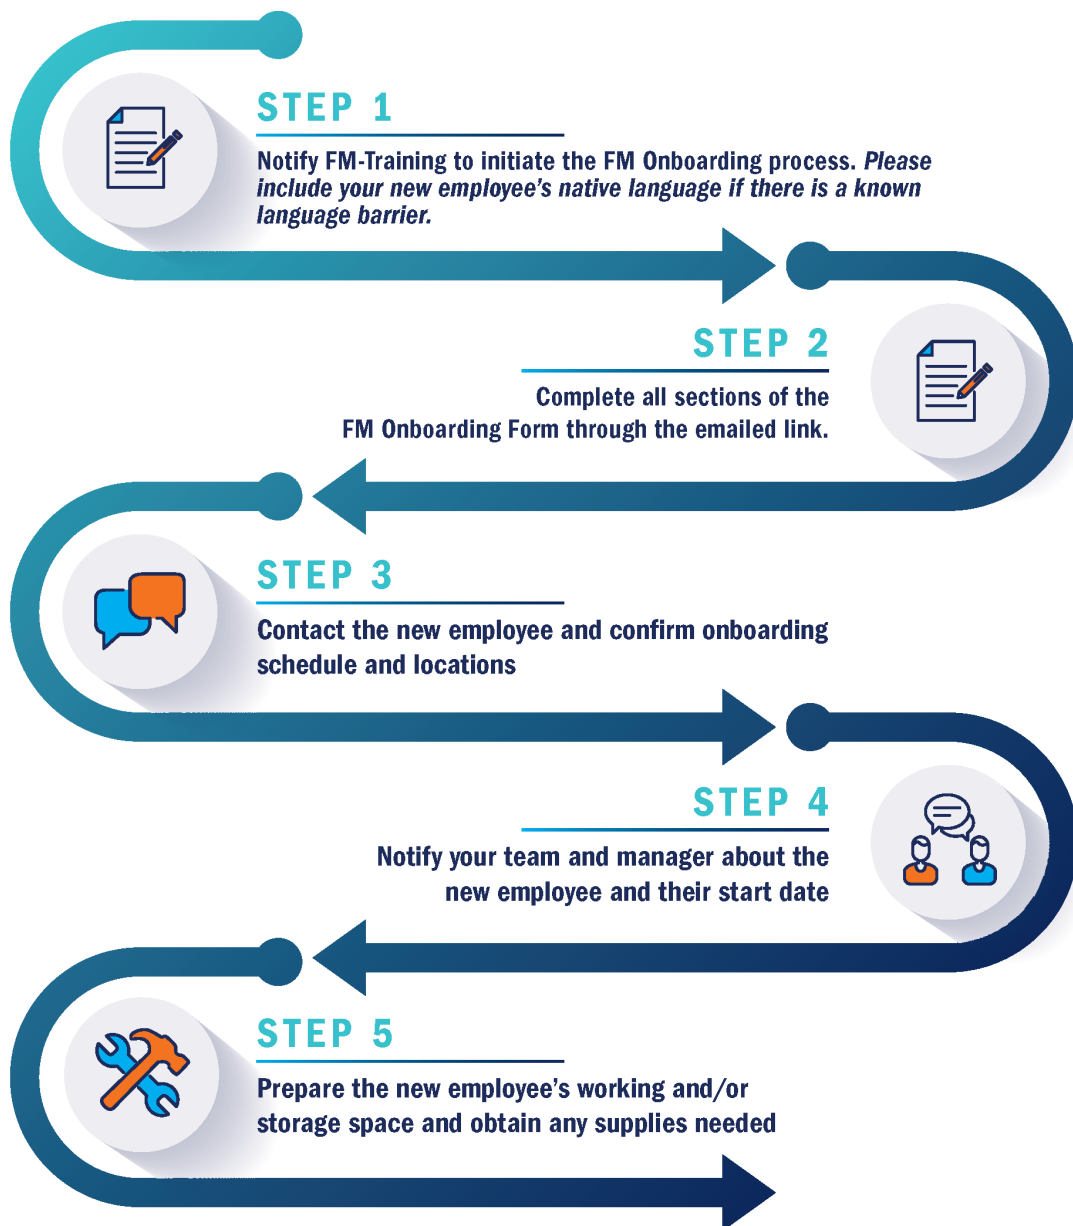 STEP 1
Notify FM-Training to initiate the FM Onboarding process. Please
include your new employee's native language if there is a known
language barrier.
STEP 2
Complete all sections of the
FM Onboarding Form through the emailed link.
STEP 3
Contact the new employee and confirm onboarding
schedule and locations
STEP 4
Notify your team and manager about the
new employee and their start date
STEP 5
Prepare the new employee's working and/or
storage space and obtain any supplies needed